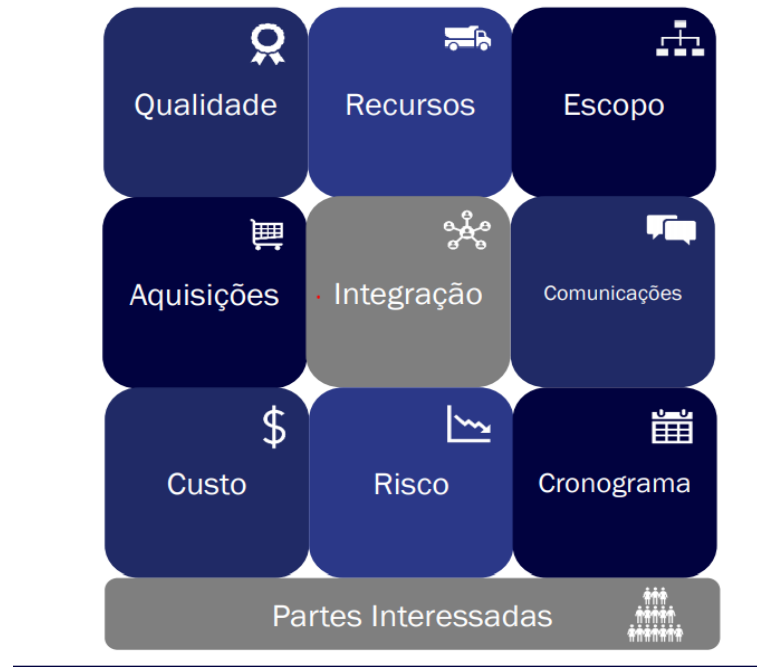 Qualidade
Recursos
Escopo
Aquisições
Integração
Comunicações
$
Custo
Risco
Cronograma
Partes Interessadas